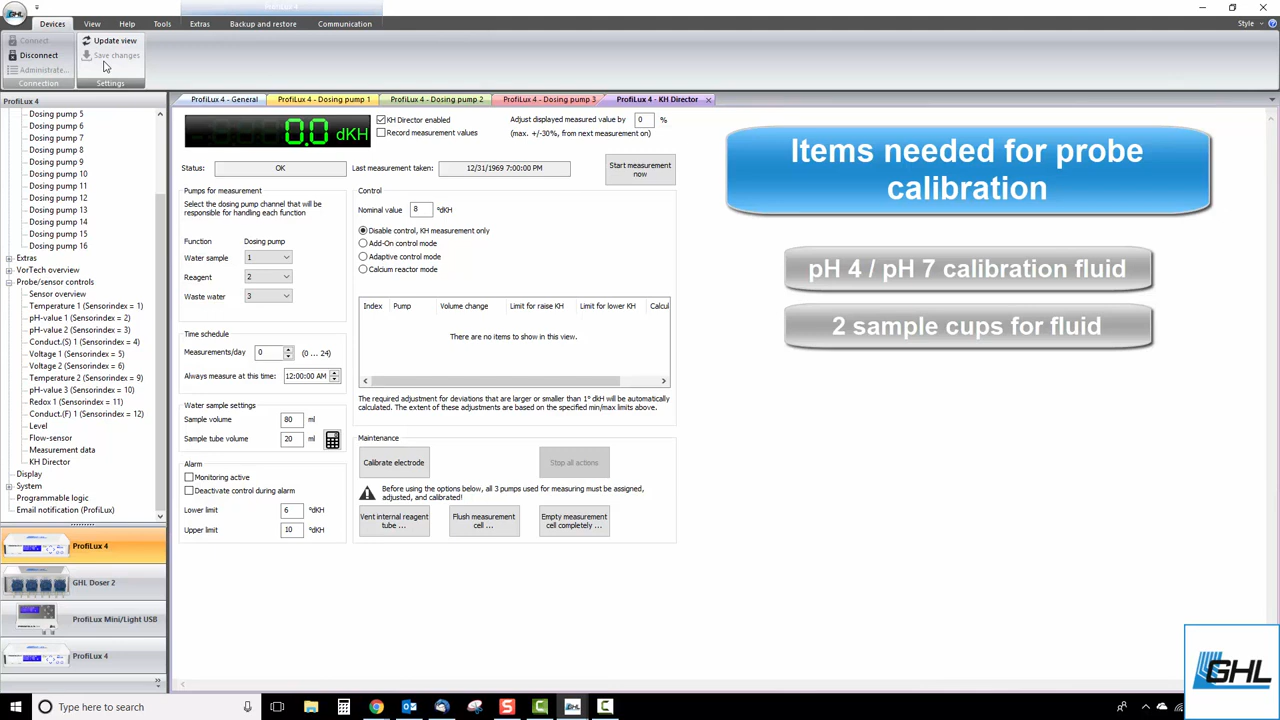 GHL
ProfiLux 4
Devices View Help Tools Extras Backup and restore Communication
Style
Connect
Disconnect
Administrate...
Connection
Update view
Save changes
Settings
ProfiLux 4
Dosing pump 5
Dosing pump 6
Dosing pump 7
Dosing pump 8
Dosing pump 9
Dosing pump 10
Dosing pump 11
Dosing pump 12
Dosing pump 13
Dosing pump 14
Dosing pump 15
Dosing pump 16
Extras
VorTech overview
Probe/sensor controls
Sensor overview
Temperature 1 (Sensorindex = 1)
pH-value 1 (Sensorindex = 2)
pH-value 2 (Sensorindex = 3)
Conduct.(S) 1 (Sensorindex = 4)
Voltage 1 (Sensorindex = 5)
Voltage 2 (Sensorindex = 6)
Temperature 2 (Sensorindex = 9)
pH-value 3 (Sensorindex = 10)
Redox 1 (Sensorindex = 11)
Conduct.(F) 1 (Sensorindex = 12)
Level
Flow-sensor
Measurement data
KH Director
Display
System
Programmable logic
Email notification (ProfiLux)
ProfiLux 4
GHL Doser 2
ProfiLux Mini/Light USB
ProfiLux 4
ProfiLux 4 - General ProfiLux 4 - Dosing pump 1 ProfiLux 4 - Dosing pump 2 ProfiLux 4 - Dosing pump 3 ProfiLux 4 - KH Director
0.0 dKH
KH Director enabled
Record measurement values
Adjust displayed measured value by 0 %
(max. +/-30%, from next measurement on)
Status: OK
Last measurement taken: 12/31/1969 7:00:00 PM
Start measurement
now
Pumps for measurement
Select the dosing pump channel that will be
responsible for handling each function
Function Dosing pump
Water sample 1
Reagent 2
Waste water 3
Time schedule
Measurements/day 0 (0 ... 24)
Always measure at this time: 12:00:00 AM
Water sample settings
Sample volume 80 ml
Sample tube volume 20 ml
Alarm
Monitoring active
Deactivate control during alarm
Lower limit 6 °dKH
Upper limit 10 °dKH
Control
Nominal value 8 °dKH
Disable control, KH measurement only
Add-On control mode
Adaptive control mode
Calcium reactor mode
Index Pump Volume change Limit for raise KH Limit for lower KH Calcul
There are no items to show in this view.
The required adjustment for deviations that are larger or smaller than 1° dkH will be automatically
calculated. The extent of these adjustments are based on the specified min/max limits above.
Maintenance
Calibrate electrode
Stop all actions
Before using the options below, all 3 pumps used for measuring must be assigned,
adjusted, and calibrated!
Vent internal reagent
tube ...
Flush measurement
cell ...
Empty measurement
cell completely ...
Items needed for probe
calibration
pH 4 / pH 7 calibration fluid
2 sample cups for fluid
GHL
Type here to search